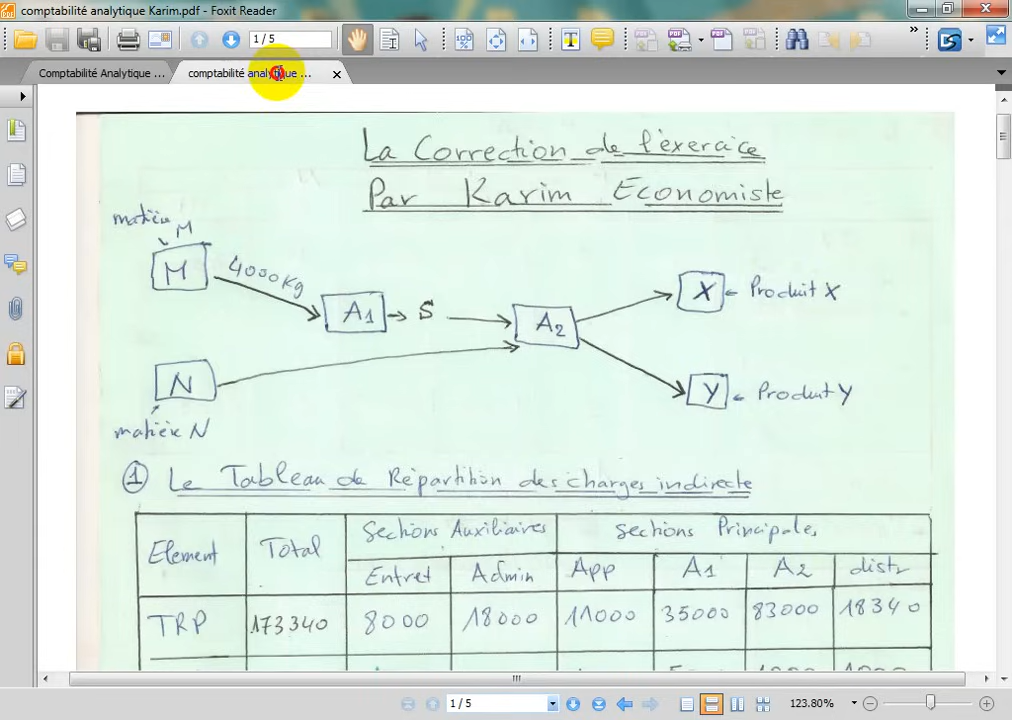 comptabilité analytique Karim.pdf - Foxit Reader
1 / 5
Comptabilité Analytique ...
comptabilité analytique ...
La Correction de l'éxeraice
Par Karim Economiste
matière M
M
4000Kg
A1
S
A2
X
Produit X
N
Y
Produit Y
matière N
1 Le Tableau de Répartition des charges indirecte
Element Total Sections Auxiliaires Sections Principales
Entret Admin App A1 A2 distr
TRP 173340 8000 18000 11000 35000 83000 18340
1 / 5
123.80%